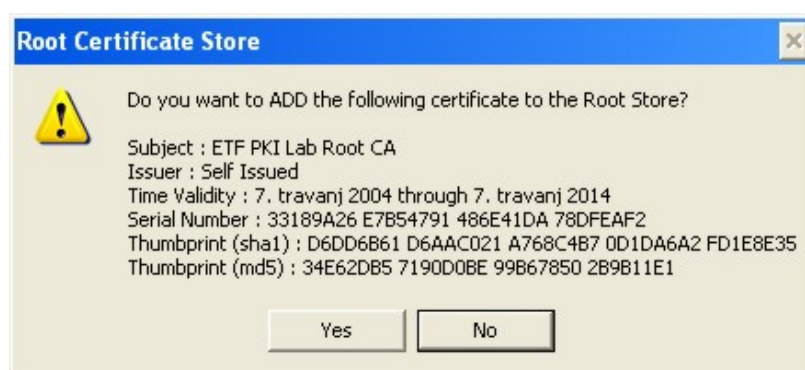 Root Certificate Store
Do you want to ADD the following certificate to the Root Store?
Subject : ETF PKI Lab Root CA
Issuer : Self Issued
Time Validity : 7. travanj 2004 through 7. travanj 2014
Serial Number : 33189A26 E7B54791 486E41DA 78DFEAF2
Thumbprint (sha1) : D6DD6B61 D6AAC021 A768C4B7 0D1DA6A2 FD1E8E35
Thumbprint (md5) : 34E62DB5 7190D0BE 99B67850 2B9B11E1
Yes No